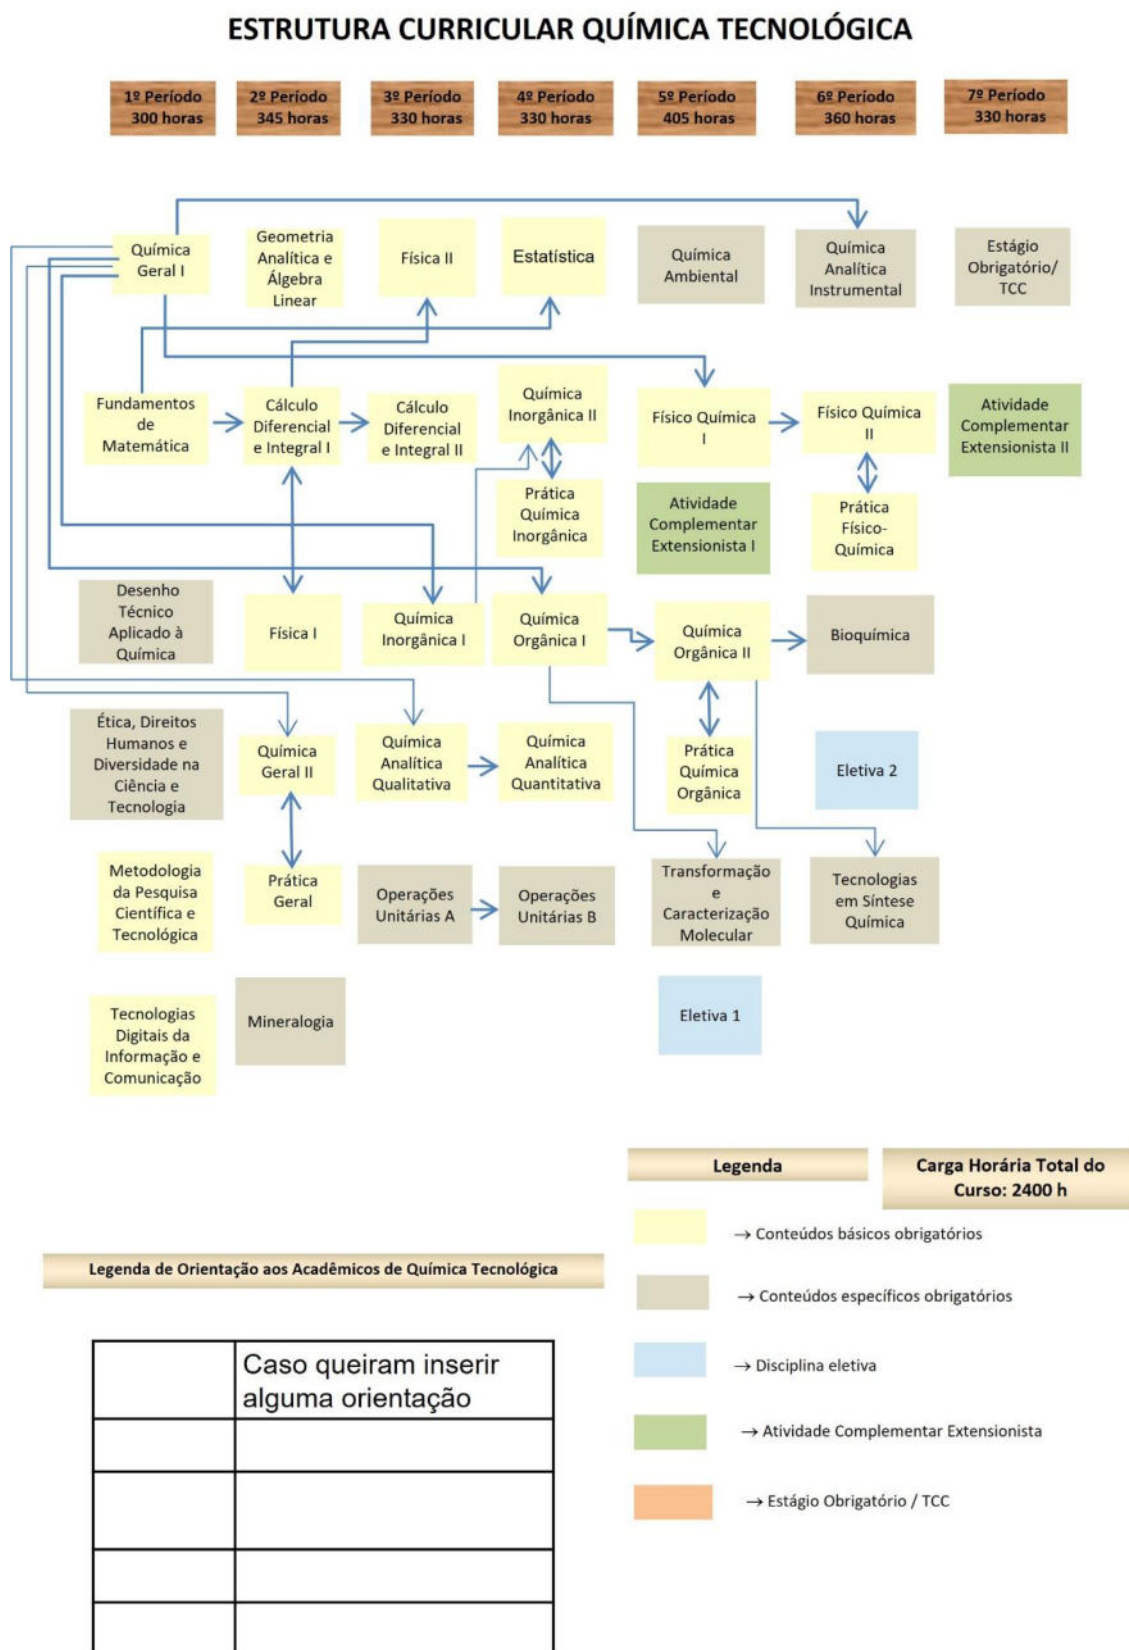 ESTRUTURA CURRICULAR QUÍMICA TECNOLÓGICA
1º Período
300 horas
2º Período
345 horas
3º Período
330 horas
4º Período
330 horas
5º Período
405 horas
6º Período
360 horas
7º Período
330 horas
Química
Geral I
Geometria
Analítica e
Álgebra
Linear
Física II
Estatística
Química
Ambiental
Química
Analítica
Instrumental
Estágio
Obrigatório/
TCC
Fundamentos
de
Matemática
Cálculo
Diferencial
e Integral I
Cálculo
Diferencial
e Integral II
Química
Inorgânica II
Físico Química
I
Físico Química
II
Atividade
Complementar
Extensionista II
Prática
Química
Inorgânica
Atividade
Complementar
Extensionista I
Prática
Físico-
Química
Desenho
Técnico
Aplicado à
Química
Física I
Química
Inorgânica I
Química
Orgânica I
Química
Orgânica II
Bioquímica
Ética, Direitos
Humanos e
Diversidade na
Ciência e
Tecnologia
Química
Geral II
Química
Analítica
Qualitativa
Química
Analítica
Quantitativa
Prática
Química
Orgânica
Eletiva 2
Metodologia
da Pesquisa
Científica e
Tecnológica
Prática
Geral
Operações
Unitárias A
Operações
Unitárias B
Transformação
e
Caracterização
Molecular
Tecnologias
em Síntese
Química
Tecnologias
Digitais da
Informação e
Comunicação
Mineralogia
Eletiva 1
Legenda
Carga Horária Total do
Curso: 2400 h
→ Conteúdos básicos obrigatórios
→ Conteúdos específicos obrigatórios
→ Disciplina eletiva
→ Atividade Complementar Extensionista
→ Estágio Obrigatório / TCC
Legenda de Orientação aos Acadêmicos de Química Tecnológica
Caso queiram inserir
alguma orientação